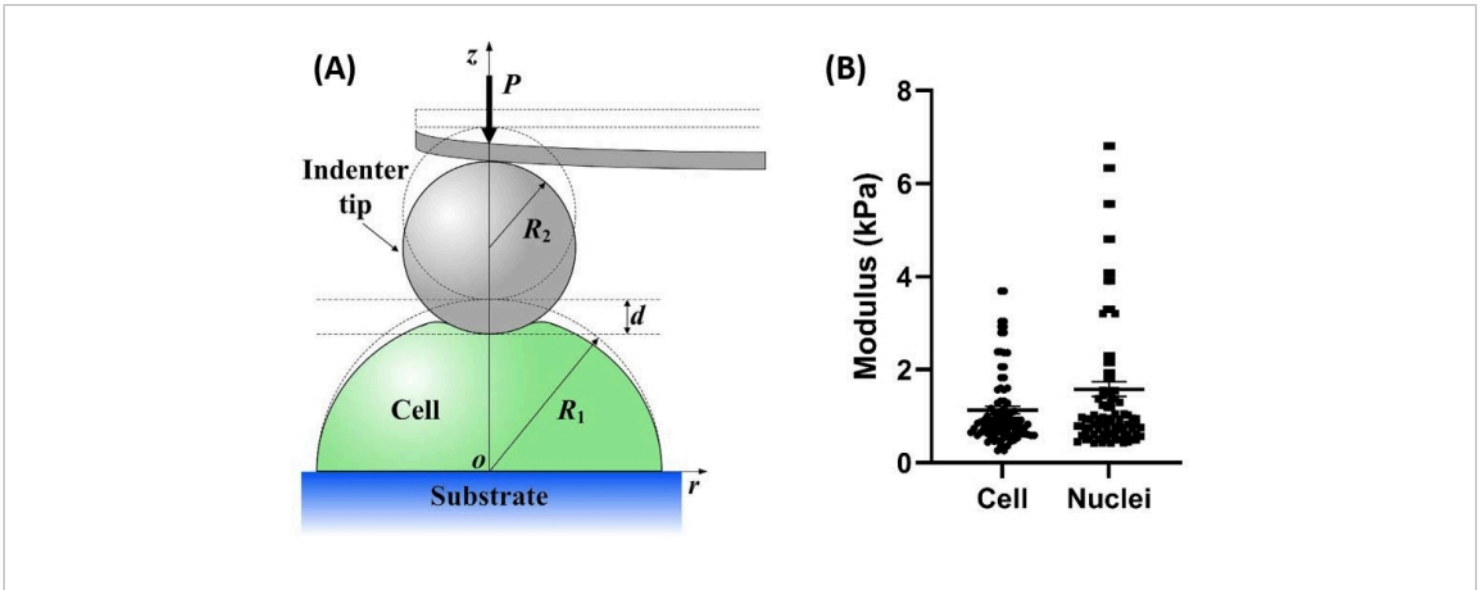 (A)
z
P
Indenter
tip
R2
d
Cell
R1
o
r
Substrate
(B)
8
6
4
2
0
Modulus (kPa)
Cell Nuclei